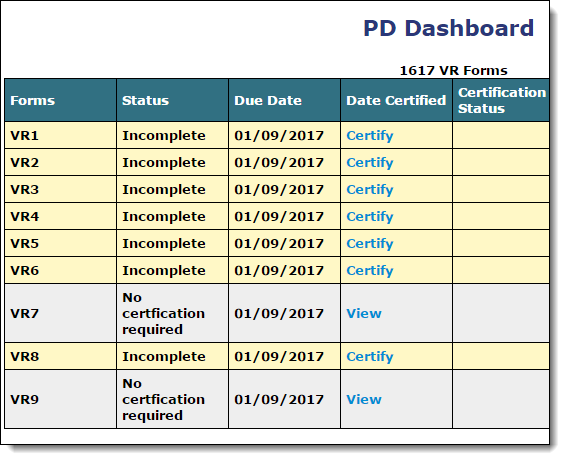 PD Dashboard
1617 VR Forms
Forms Status Due Date Date Certified Certification Status
VR1 Incomplete 01/09/2017 Certify
VR2 Incomplete 01/09/2017 Certify
VR3 Incomplete 01/09/2017 Certify
VR4 Incomplete 01/09/2017 Certify
VR5 Incomplete 01/09/2017 Certify
VR6 Incomplete 01/09/2017 Certify
VR7 No certfication required 01/09/2017 View
VR8 Incomplete 01/09/2017 Certify
VR9 No certfication required 01/09/2017 View